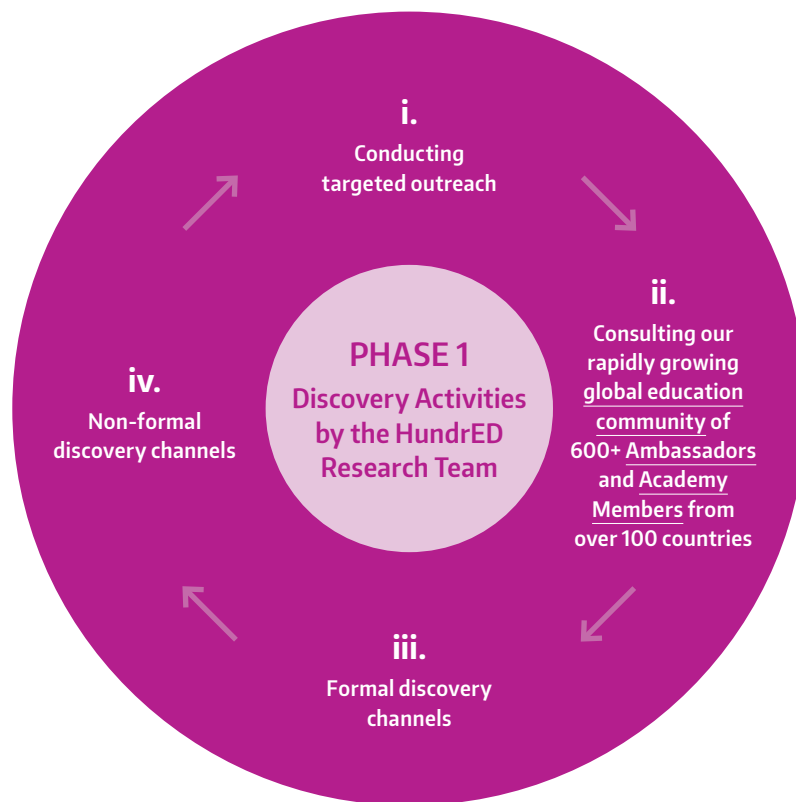 i.
Conducting
targeted outreach
ii.
Consulting our
rapidly growing
global education
community of
600+ Ambassadors
and Academy
Members from
over 100 countries
iii.
Formal discovery
channels
iv.
Non-formal
discovery channels
PHASE 1
Discovery Activities
by the HundrED
Research Team